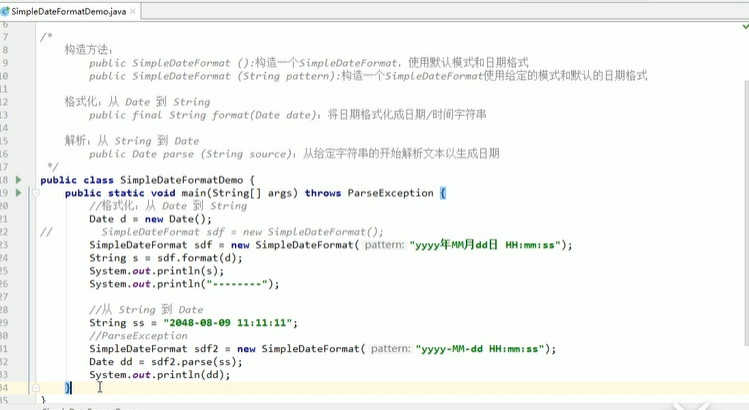 SimpleDateFormatDemo.java ×
6
7 /*
8 构造方法:
9 public SimpleDateFormat ():构造一个SimpleDateFormat,使用默认模式和日期格式
10 public SimpleDateFormat (String pattern):构造一个SimpleDateFormat使用给定的模式和默认的日期格式
11
12 格式化:从 Date 到 String
13 public final String format(Date date):将日期格式化成日期/时间字符串
14
15 解析:从 String 到 Date
16 public Date parse (String source):从给定字符串的开始解析文本以生成日期
17 */
18 public class SimpleDateFormatDemo {
19 public static void main(String[] args) throws ParseException {
20 //格式化:从 Date 到 String
21 Date d = new Date();
22 // SimpleDateFormat sdf = new SimpleDateFormat();
23 SimpleDateFormat sdf = new SimpleDateFormat( pattern: "yyyy年MM月dd日 HH:mm:ss");
24 String s = sdf.format(d);
25 System.out.println(s);
26 System.out.println("--------");
27
28 //从 String 到 Date
29 String ss = "2048-08-09 11:11:11";
30 //ParseException
31 SimpleDateFormat sdf2 = new SimpleDateFormat( pattern: "yyyy-MM-dd HH:mm:ss");
32 Date dd = sdf2.parse(ss);
33 System.out.println(dd);
34 }
35 }